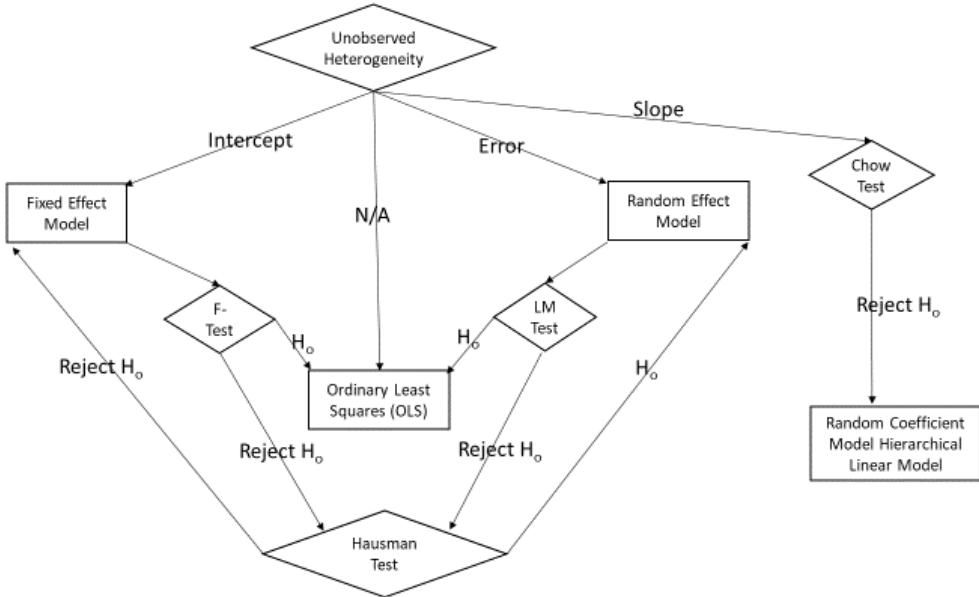 Unobserved
Heterogeneity
Slope
Intercept
Error
Chow
Test
Fixed Effect
Model
N/A
Random Effect
Model
F-
Test
LM
Test
Reject Hₒ
Hₒ
Hₒ
Reject Hₒ
Hₒ
Ordinary Least
Squares (OLS)
Random Coefficient
Model Hierarchical
Linear Model
Reject Hₒ
Reject Hₒ
Hausman
Test